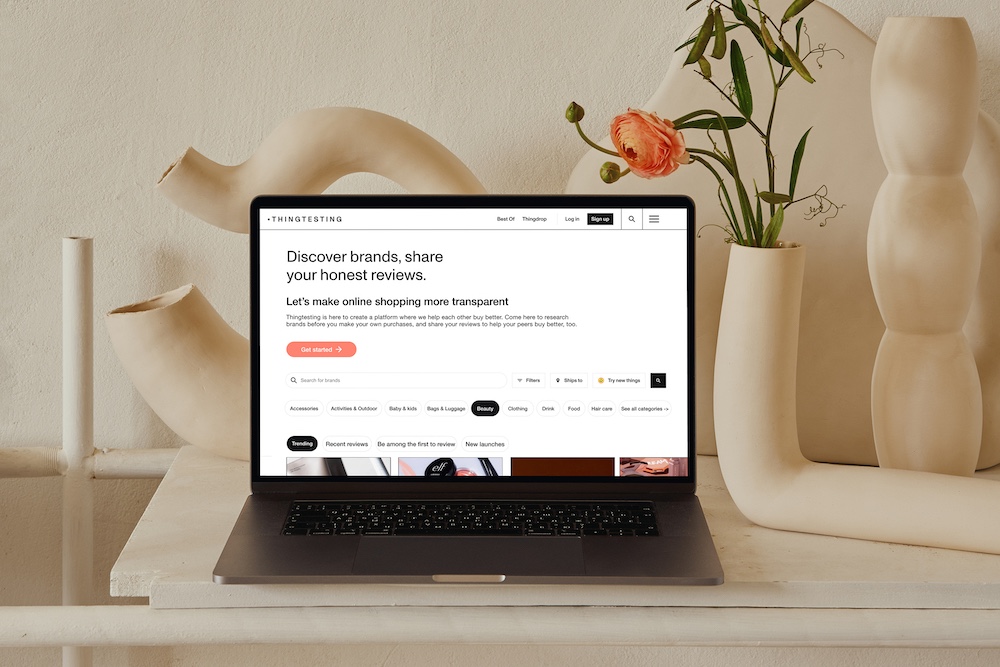 •THINGTESTING
Best Of Thingdrop Log in Sign up
Discover brands, share
your honest reviews.
Let's make online shopping more transparent
Thingtesting is here to create a platform where we help each other buy better. Come here to research
brands before you make your own purchases, and share your reviews to help your peers buy better, too.
Get started →
Search for brands Filters Ships to Try new things
Accessories Activities & Outdoor Baby & kids Bags & Luggage Beauty Clothing Drink Food Hair care See all categories →
Trending Recent reviews Be among the first to review New launches
elf